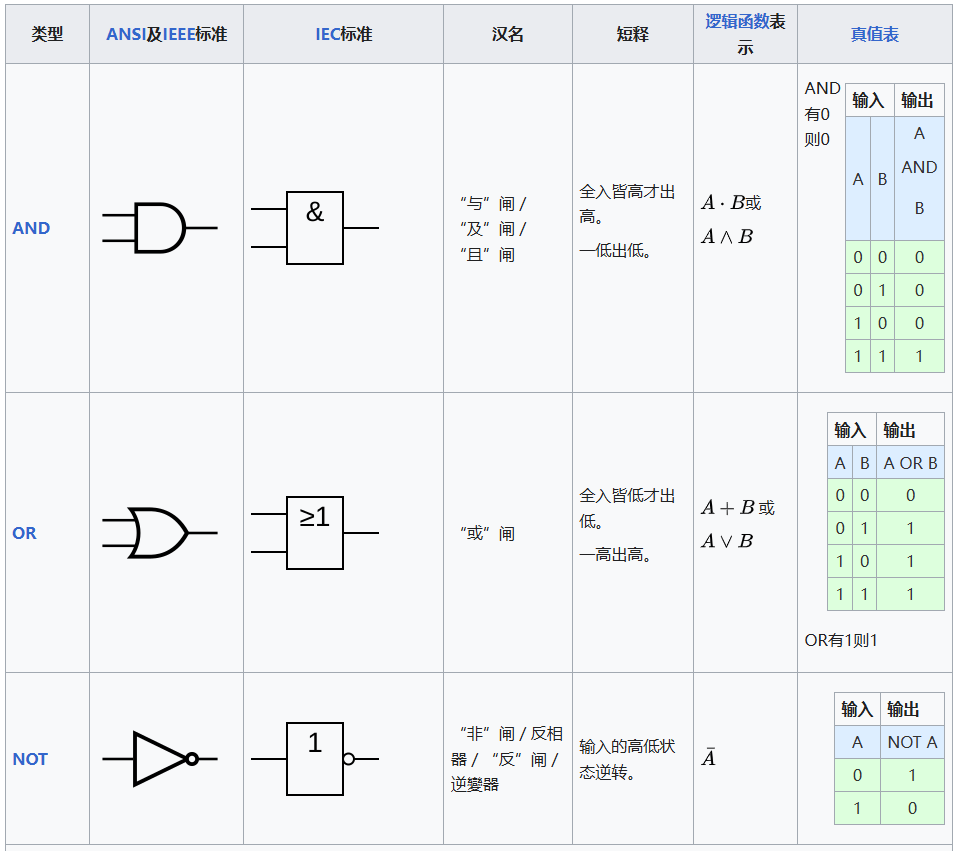 类型
ANSI及IEEE标准
IEC标准
汉名
短释
逻辑函数表
示
真值表
AND
&
“与”闸 /
“及”闸 /
“且”闸
全入皆高才出
高。
一低出低。
A · B或
A ∧ B
AND
有0
则0
输入 输出
A B A
AND
B
0 0 0
0 1 0
1 0 0
1 1 1
OR
≥1
“或”闸
全入皆低才出
低。
一高出高。
A + B 或
A ∨ B
输入 输出
A B A OR B
0 0 0
0 1 1
1 0 1
1 1 1
OR有1则1
NOT
1
“非”闸 / 反相
器 / “反”闸 /
逆變器
输入的高低状
态逆转。
Ā
输入 输出
A NOT A
0 1
1 0